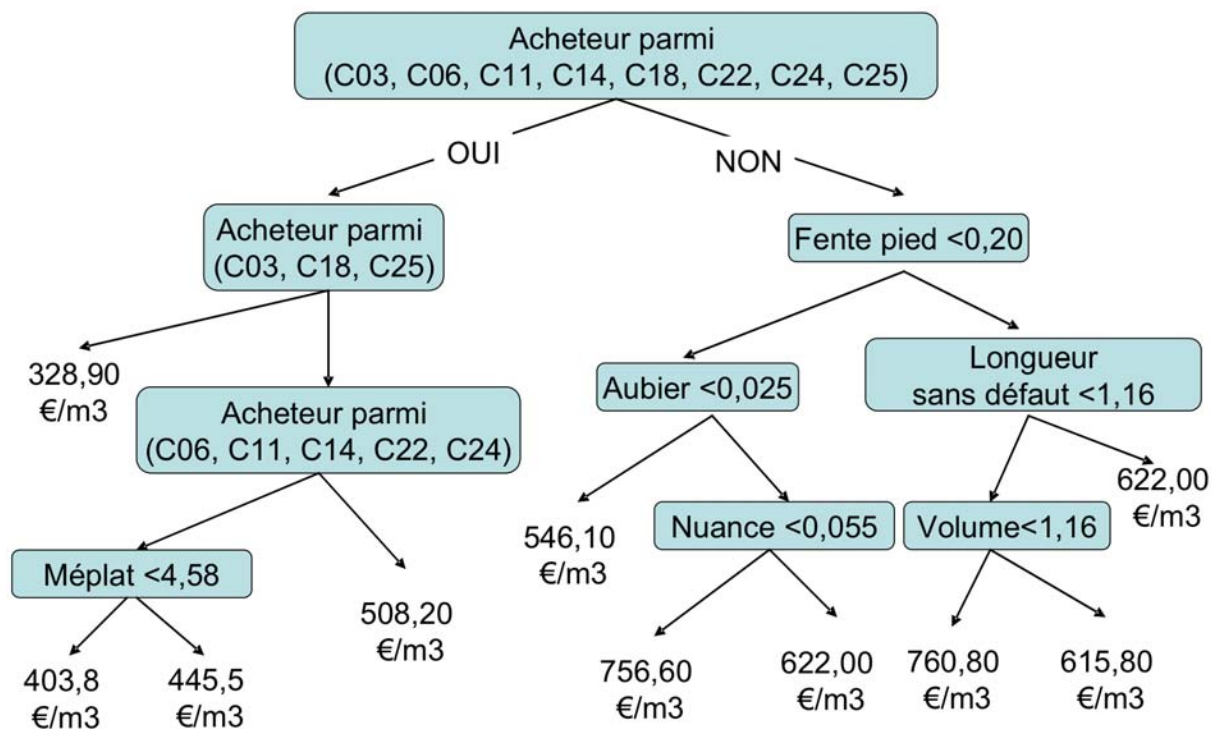 Acheteur parmi
(C03, C06, C11, C14, C18, C22, C24, C25)
OUI
NON
Acheteur parmi
(C03, C18, C25)
Fente pied <0,20
328,90
€/m3
Acheteur parmi
(C06, C11, C14, C22, C24)
Aubier <0,025
Longueur
sans défaut <1,16
Méplat <4,58
508,20
€/m3
546,10
€/m3
Nuance <0,055
Volume<1,16
622,00
€/m3
403,8
€/m3
445,5
€/m3
756,60
€/m3
622,00
€/m3
760,80
€/m3
615,80
€/m3